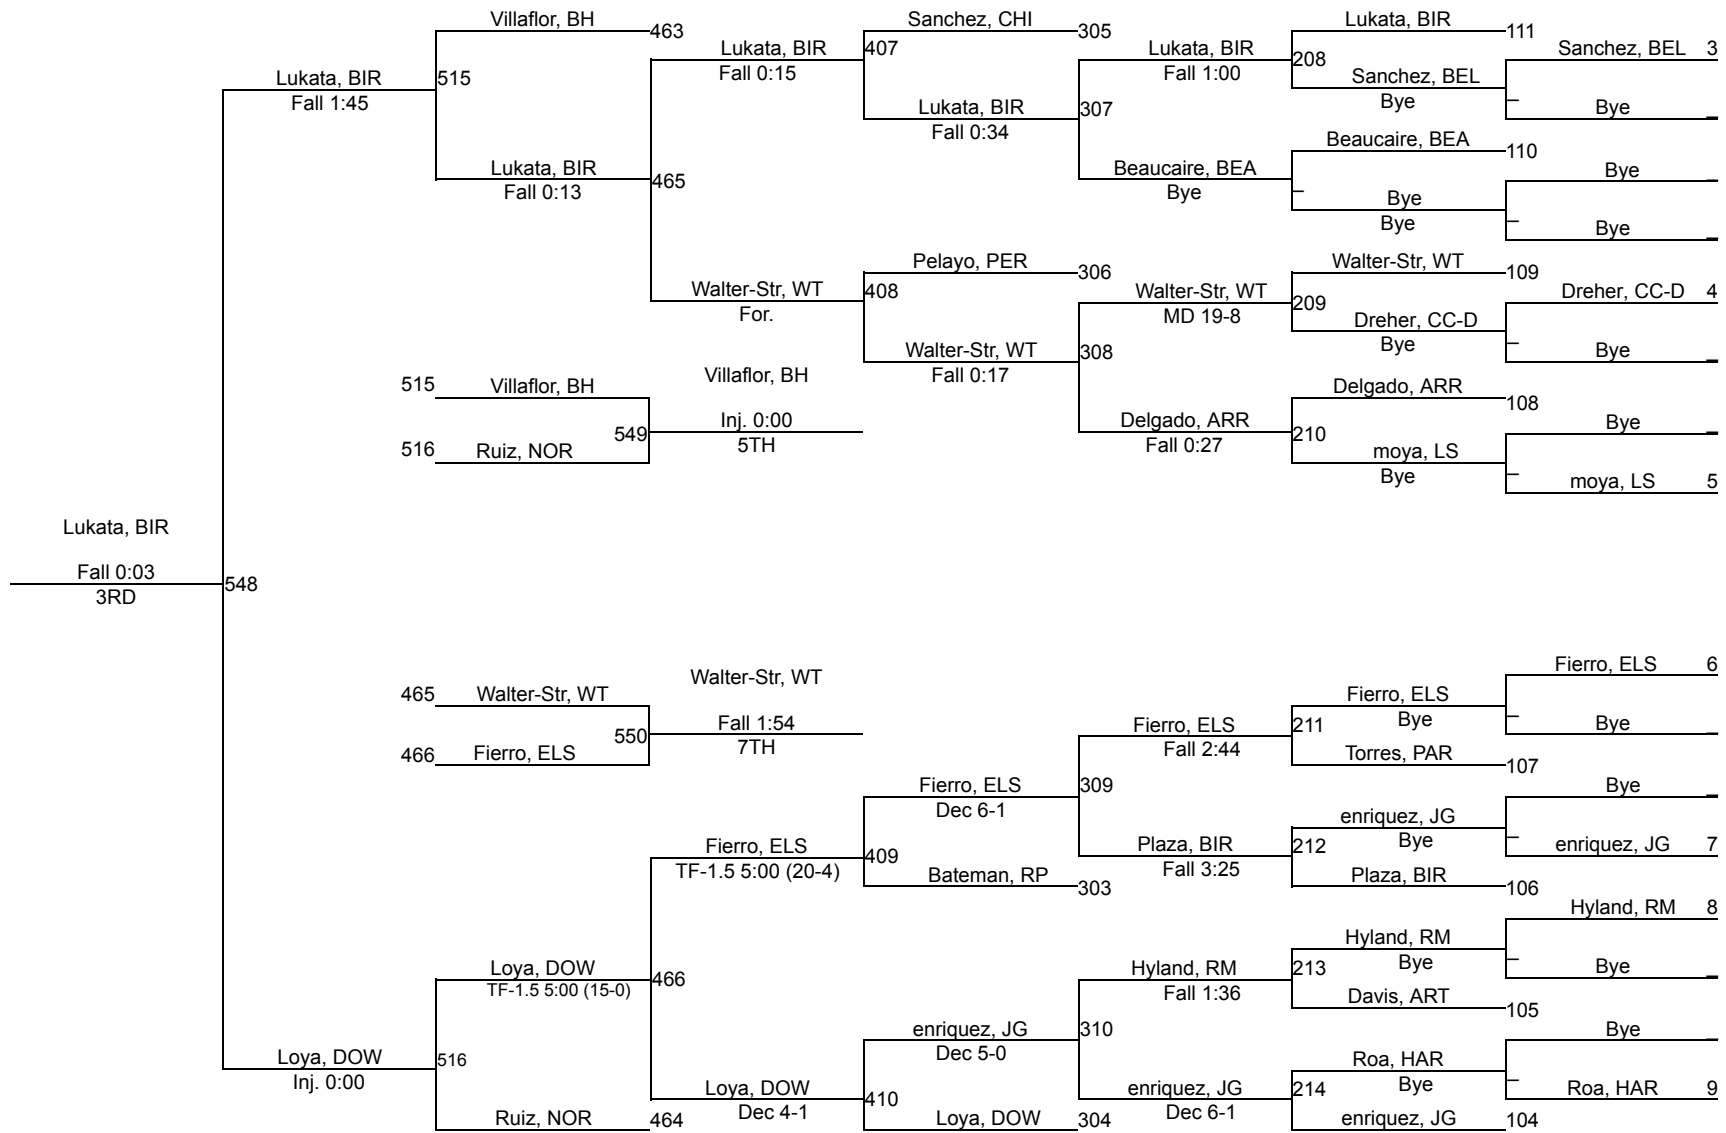 Villaflor, BH
463
Sanchez, CHI
305
Lukata, BIR
111
Lukata, BIR
Fall 0:15
407
Lukata, BIR
Fall 1:00
208
Sanchez, BEL 3
Lukata, BIR
Fall 1:45
515
Sanchez, BEL
Bye
_
Lukata, BIR
Fall 0:34
307
Bye _
Beaucaire, BEA
110
Lukata, BIR
Fall 0:13
465
Beaucaire, BEA
Bye
_
Bye _
Bye
Bye
_
Bye _
Pelayo, PER
306
Walter-Str, WT
109
Walter-Str, WT
For.
408
Walter-Str, WT
MD 19-8
209
Dreher, CC-D 4
Dreher, CC-D
Bye
_
Walter-Str, WT
Fall 0:17
308
Bye _
515
Villaflor, BH
Villaflor, BH
Delgado, ARR
108
549
Inj. 0:00
5TH
Delgado, ARR
Fall 0:27
210
Bye _
516
Ruiz, NOR
moya, LS
Bye
_
moya, LS 5
Lukata, BIR
Fall 0:03
3RD
548
Fierro, ELS 6
465
Walter-Str, WT
Walter-Str, WT
Fierro, ELS
Bye
_
550
Fall 1:54
7TH
Fierro, ELS
Fall 2:44
211
Bye _
466
Fierro, ELS
Torres, PAR
107
Fierro, ELS
Dec 6-1
309
Bye _
enriquez, JG
Bye
_
Fierro, ELS
TF-1.5 5:00 (20-4)
409
Plaza, BIR
Fall 3:25
212
enriquez, JG 7
Bateman, RP
303
Plaza, BIR
106
Hyland, RM 8
Hyland, RM
Bye
_
Loya, DOW
TF-1.5 5:00 (15-0)
466
Hyland, RM
Fall 1:36
213
Bye _
Davis, ART
105
enriquez, JG
Dec 5-0
310
Bye _
Loya, DOW
Inj. 0:00
516
Roa, HAR
Bye
_
Loya, DOW
Dec 4-1
410
enriquez, JG
Dec 6-1
214
Roa, HAR 9
Ruiz, NOR
464
Loya, DOW
304
enriquez, JG
104